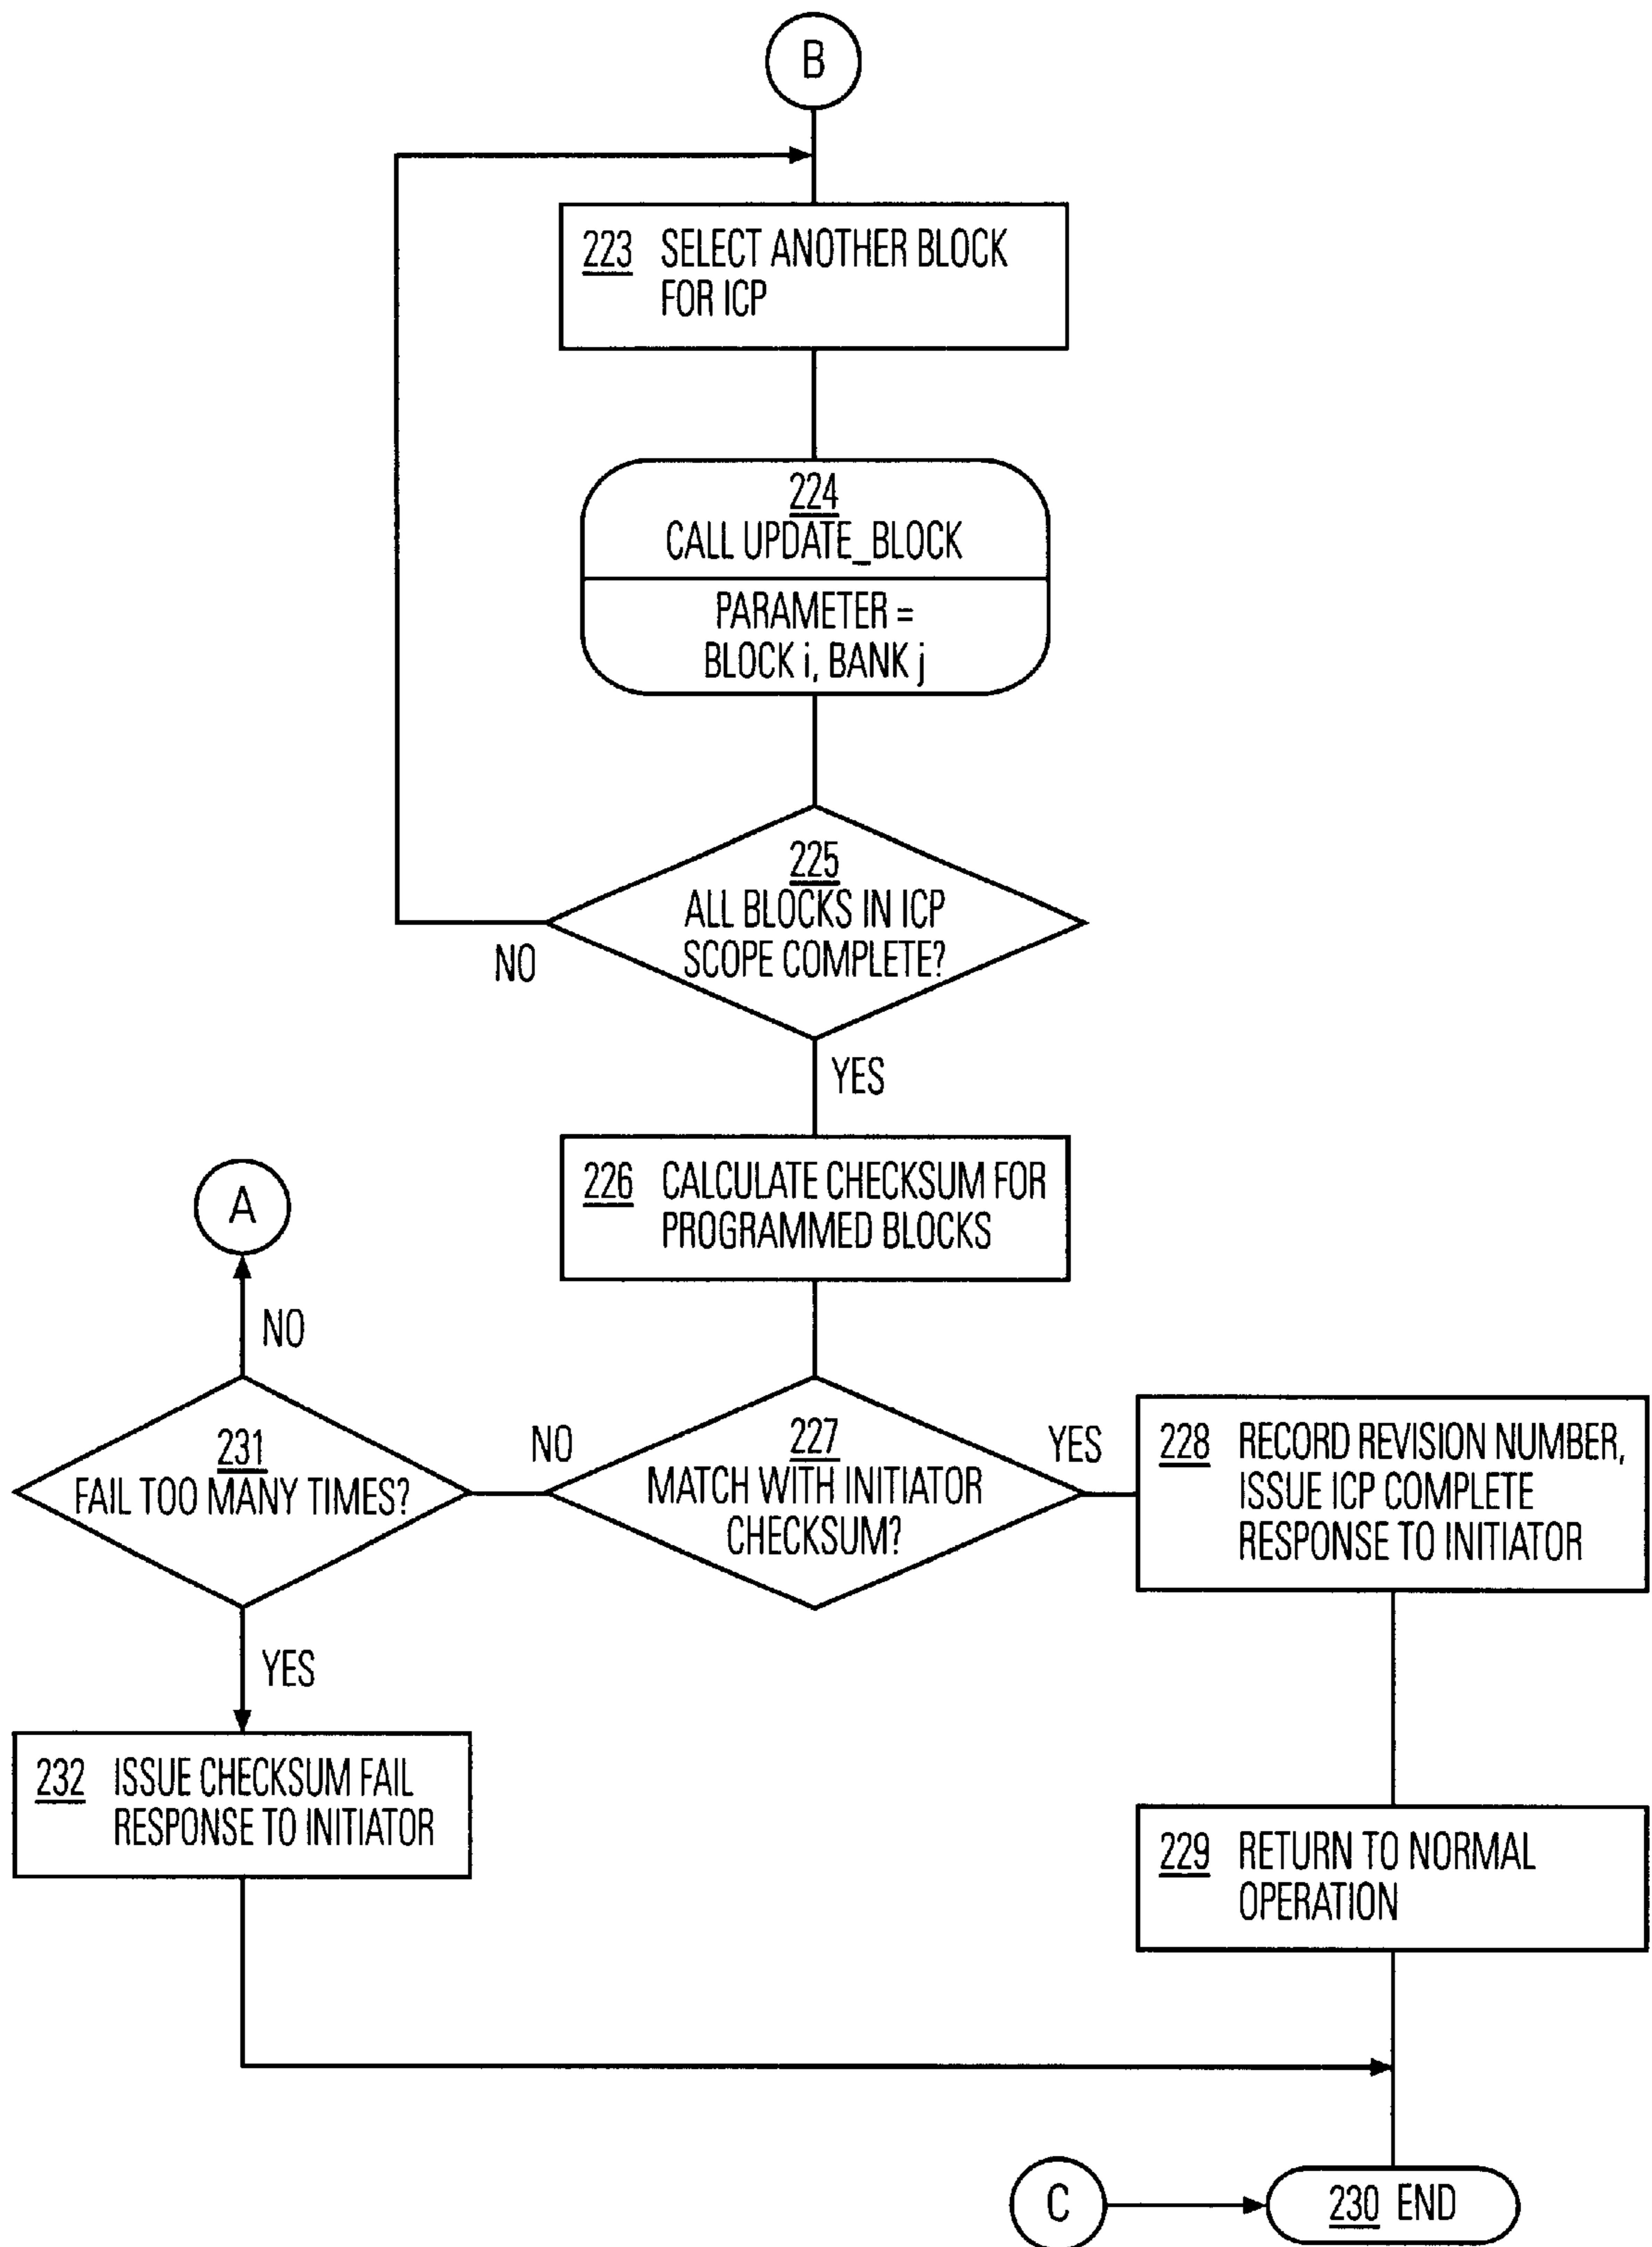 B
223 SELECT ANOTHER BLOCK
FOR ICP
224
CALL UPDATE_BLOCK
PARAMETER =
BLOCK i, BANK j
225
ALL BLOCKS IN ICP
SCOPE COMPLETE?
NO
YES
226 CALCULATE CHECKSUM FOR
PROGRAMMED BLOCKS
A
NO
231
FAIL TOO MANY TIMES?
NO
227
MATCH WITH INITIATOR
CHECKSUM?
YES
228 RECORD REVISION NUMBER,
ISSUE ICP COMPLETE
RESPONSE TO INITIATOR
YES
232 ISSUE CHECKSUM FAIL
RESPONSE TO INITIATOR
229 RETURN TO NORMAL
OPERATION
C
230 END